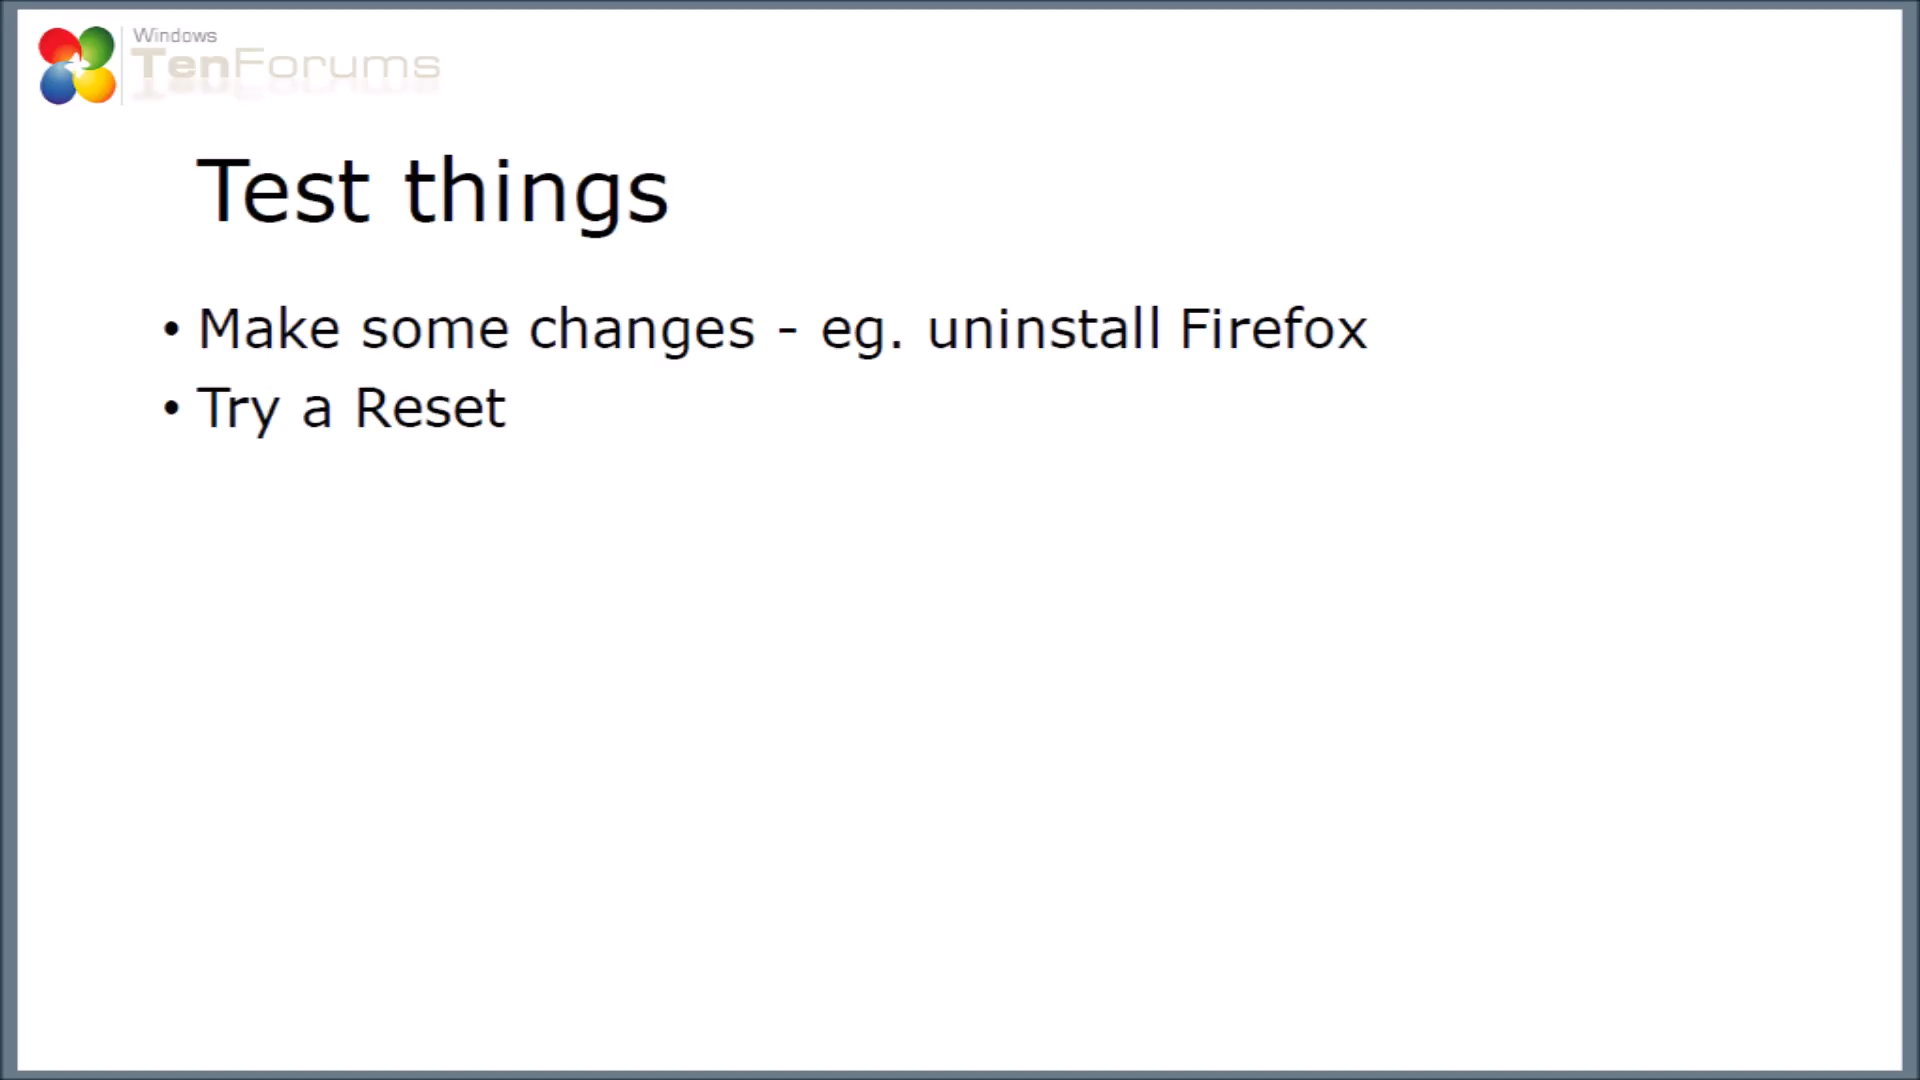 Windows
TenForums
Test things
• Make some changes - eg. uninstall Firefox
• Try a Reset